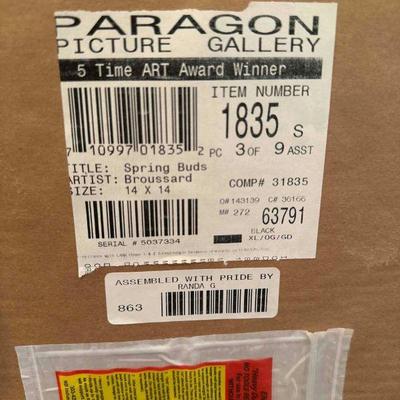 PARAGON
PICTURE GALLERY
5 Time ART Award Winner
ITEM NUMBER
1835 S
7 10997 01835 2 PC 3 OF 9 ASST
TITLE: Spring Buds
ARTIST: Broussard
SIZE: 14 X 14
COMP# 31835
O# 143139 C# 36166
M# 272 63791
BLACK
XL/OG/GD
SERIAL # 5037334
ASSEMBLED WITH PRIDE BY
RANDA G
863